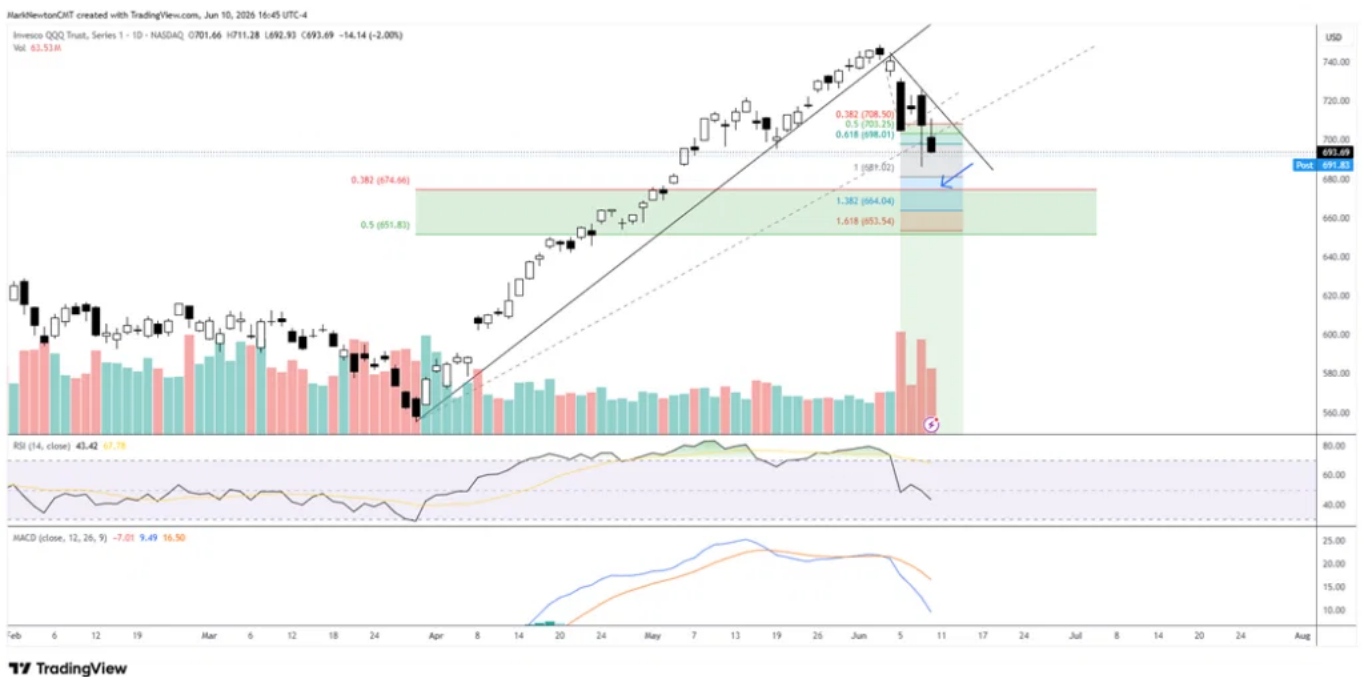 MarkNewtonCMT created with TradingView.com, Jun 10, 2026 16:45 UTC-4
Invesco QQQ Trust, Series 1 · 1D · NASDAQ O701.66 H711.28 L692.93 C693.69 −14.14 (−2.00%)
USD
Vol 63.53M
740.00
720.00
0.382 (708.50)
0.5 (703.25)
0.618 (698.01)
700.00
693.69
Post 691.83
1 (681.02)
680.00
0.382 (674.66)
1.382 (664.04)
660.00
0.5 (651.83)
1.618 (653.54)
640.00
620.00
600.00
580.00
560.00
RSI (14, close) 43.42 67.78
80.00
60.00
40.00
MACD (close, 12, 26, 9) −7.01 9.49 16.50
25.00
20.00
15.00
10.00
Feb 6 12 19 Mar 6 12 18 24 Apr 8 14 20 24 May 7 13 19 26 Jun 5 11 17 24 Jul 8 14 20 24 Aug
TradingView